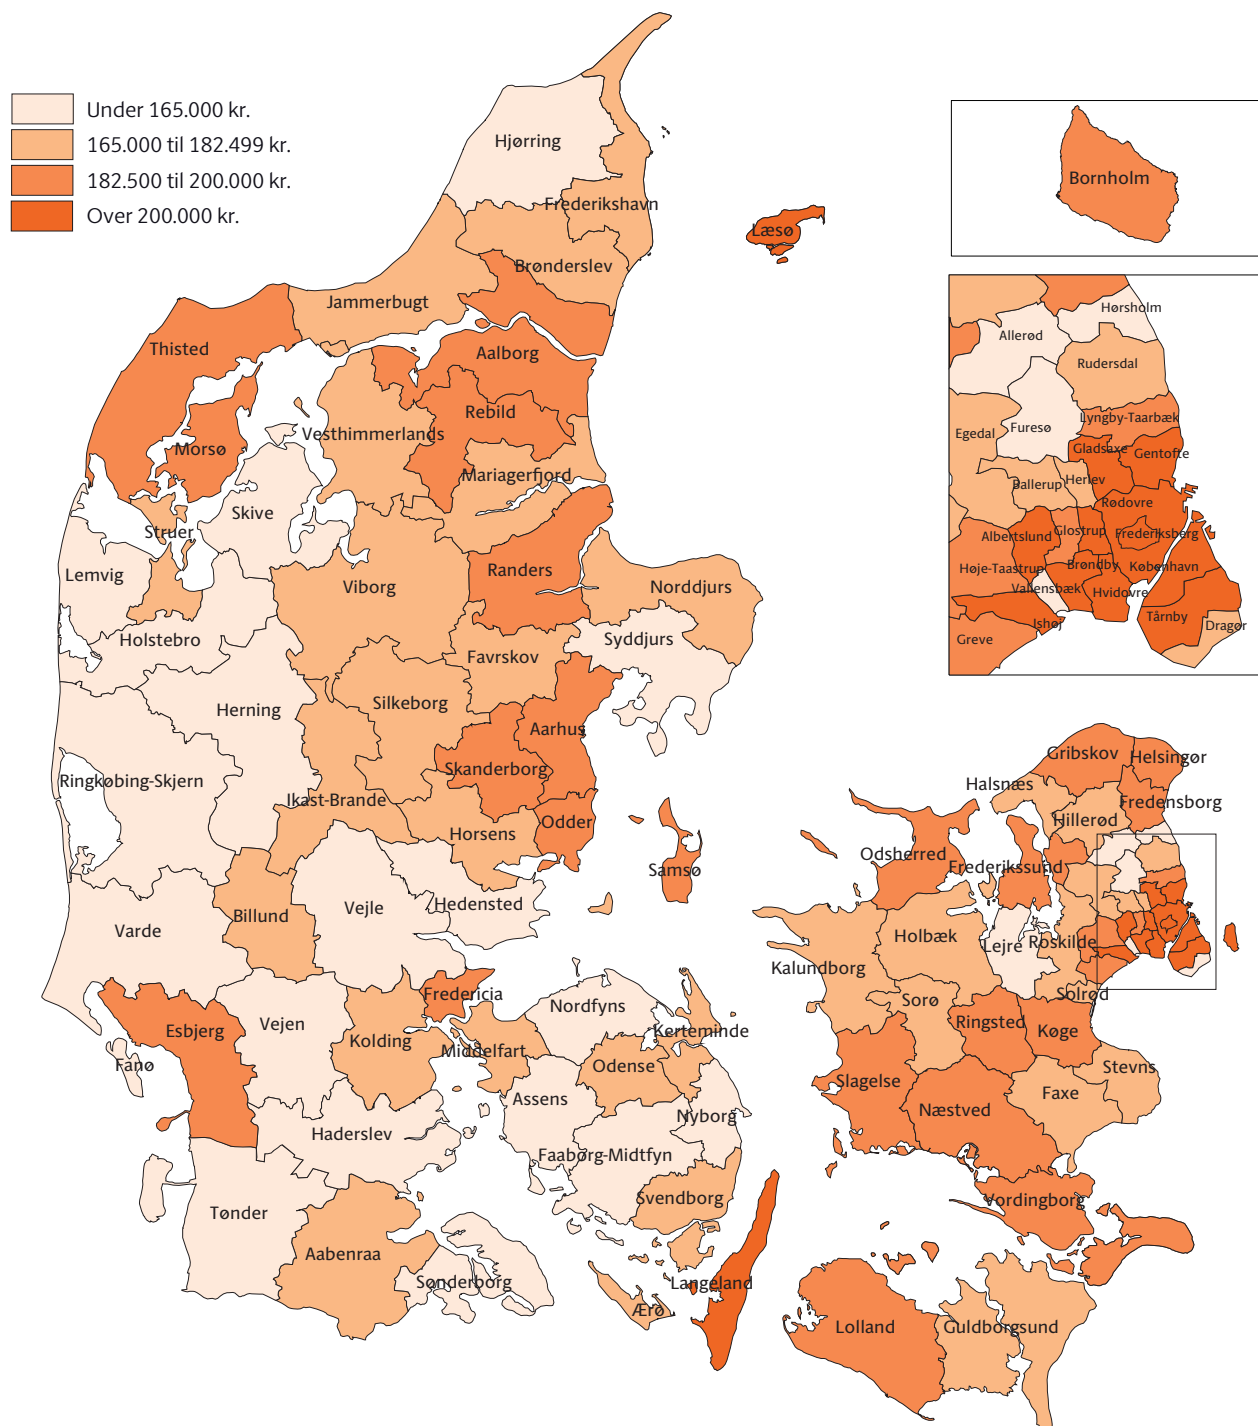 Under 165.000 kr.
165.000 til 182.499 kr.
182.500 til 200.000 kr.
Over 200.000 kr.
Hjørring
Frederikshavn
Læsø
Brønderslev
Jammerbugt
Thisted
Aalborg
Rebild
Morsø
Vesthimmerlands
Mariagerfjord
Skive
Struer
Lemvig
Viborg
Randers
Norddjurs
Holstebro
Syddjurs
Favrskov
Herning
Silkeborg
Aarhus
Skanderborg
Ringkøbing-Skjern
Ikast-Brande
Horsens
Odder
Samsø
Hedensted
Billund
Vejle
Varde
Fredericia
Nordfyns
Esbjerg
Vejen
Kolding
Middelfart
Kerteminde
Odense
Fanø
Assens
Nyborg
Haderslev
Faaborg-Midtfyn
Svendborg
Tønder
Aabenraa
Sønderborg
Langeland
Ærø
Bornholm
Hørsholm
Allerød
Rudersdal
Lyngby-Taarbæk
Egedal
Furesø
Gladsaxe
Gentofte
Ballerup
Herlev
Rødovre
Albertslund
Glostrup
Frederiksberg
Høje-Taastrup
Brøndby
København
Vallensbæk
Hvidovre
Ishøj
Tårnby
Dragør
Greve
Gribskov
Helsingør
Halsnæs
Fredensborg
Hillerød
Odsherred
Frederikssund
Holbæk
Lejre
Roskilde
Kalundborg
Solrød
Sorø
Ringsted
Køge
Stevns
Slagelse
Faxe
Næstved
Vordingborg
Lolland
Guldborgsund